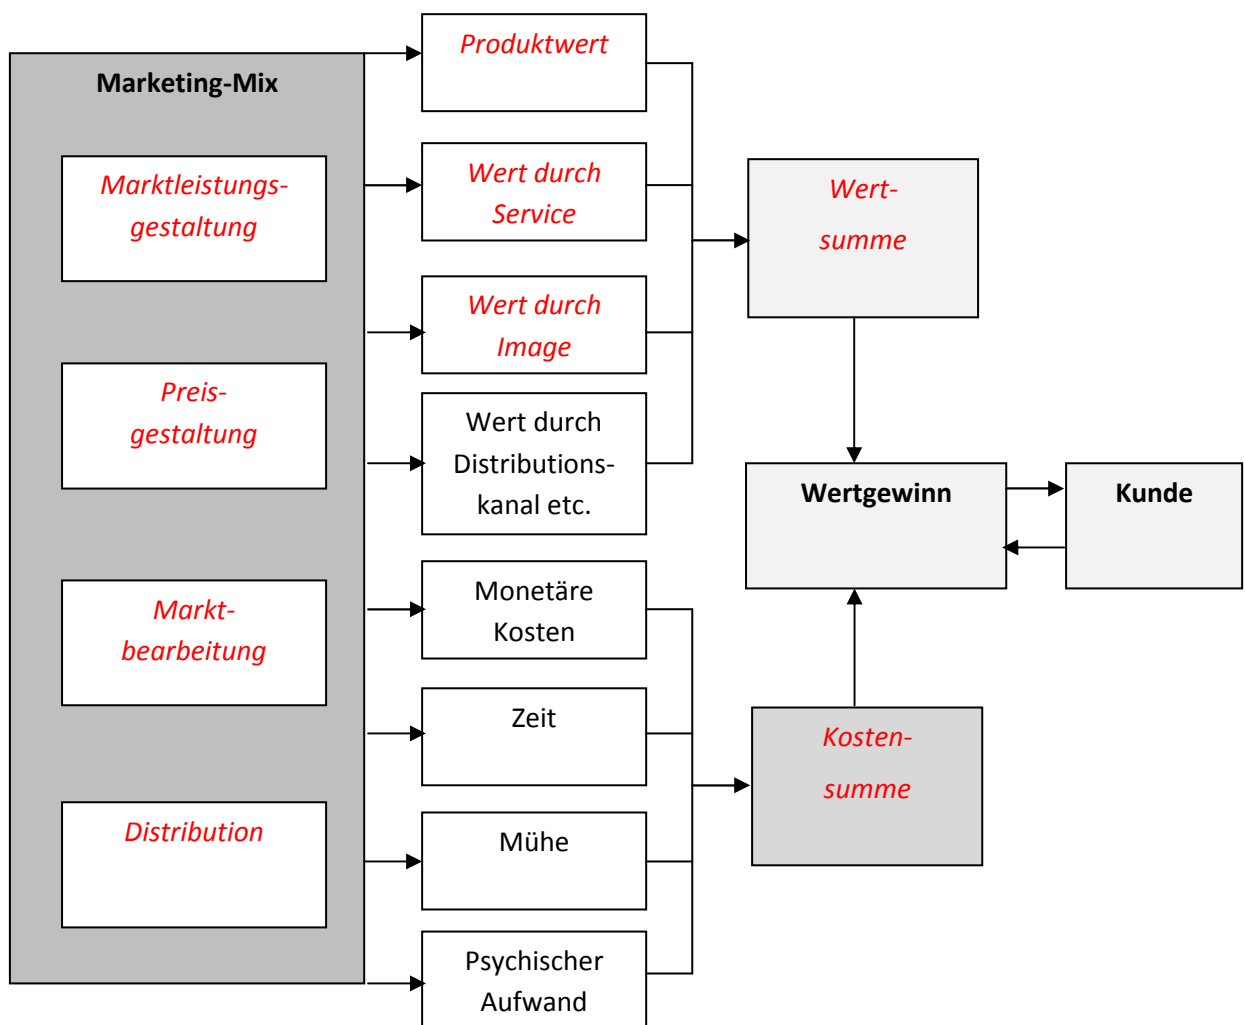 Marketing-Mix
Marktleistungs-
gestaltung
Preis-
gestaltung
Markt-
bearbeitung
Distribution
Produktwert
Wert durch
Service
Wert durch
Image
Wert durch
Distributions-
kanal etc.
Monetäre
Kosten
Zeit
Mühe
Psychischer
Aufwand
Wert-
summe
Kosten-
summe
Wertgewinn
Kunde